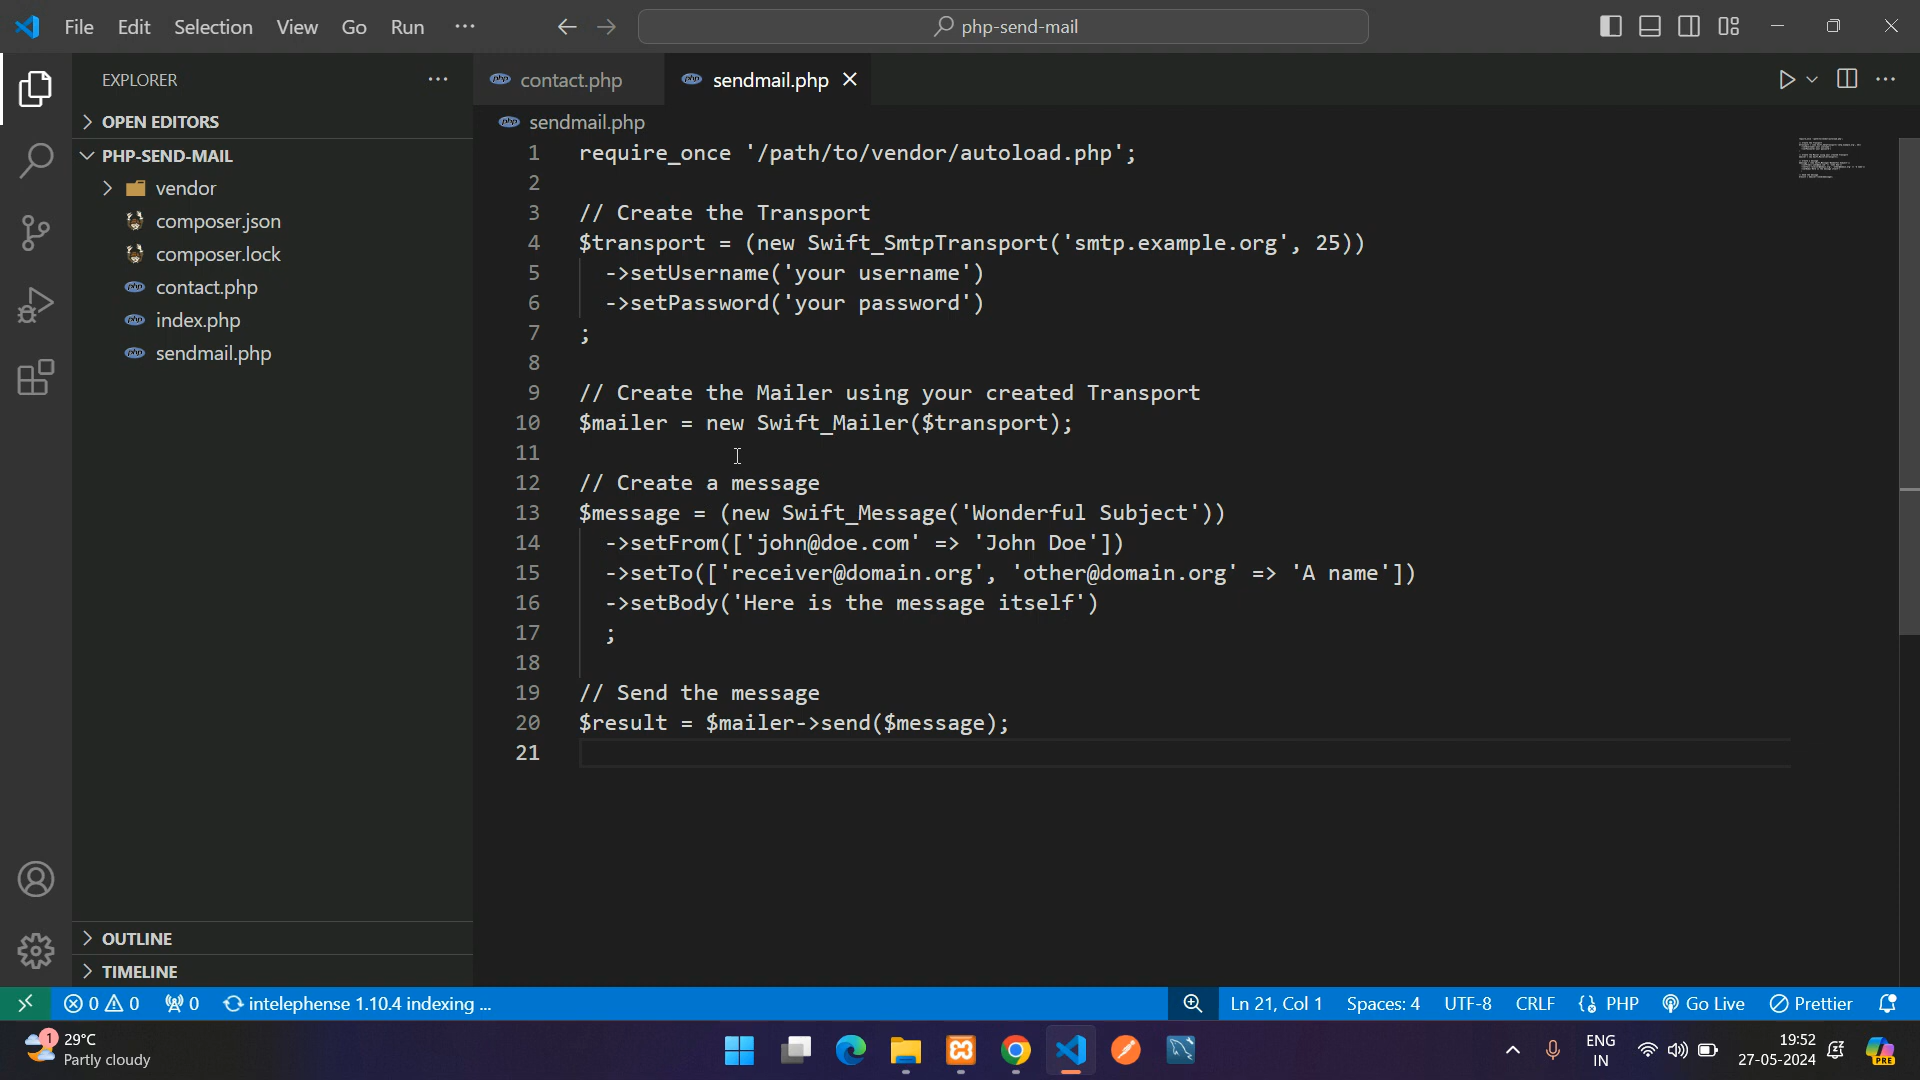 File Edit Selection View Go Run ···
php-send-mail
EXPLORER ···
OPEN EDITORS
PHP-SEND-MAIL
vendor
composer.json
composer.lock
contact.php
index.php
sendmail.php
OUTLINE
TIMELINE
php contact.php
php sendmail.php
php sendmail.php
1 require_once '/path/to/vendor/autoload.php';
2
3 // Create the Transport
4 $transport = (new Swift_SmtpTransport('smtp.example.org', 25))
5 ->setUsername('your username')
6 ->setPassword('your password')
7 ;
8
9 // Create the Mailer using your created Transport
10 $mailer = new Swift_Mailer($transport);
11
12 // Create a message
13 $message = (new Swift_Message('Wonderful Subject'))
14 ->setFrom(['john@doe.com' => 'John Doe'])
15 ->setTo(['receiver@domain.org', 'other@domain.org' => 'A name'])
16 ->setBody('Here is the message itself')
17 ;
18
19 // Send the message
20 $result = $mailer->send($message);
21
0 0 0 intelephense 1.10.4 indexing ... Ln 21, Col 1 Spaces: 4 UTF-8 CRLF {} PHP Go Live Prettier
1 29°C
Partly cloudy
ENG
IN
19:52
27-05-2024
PRE